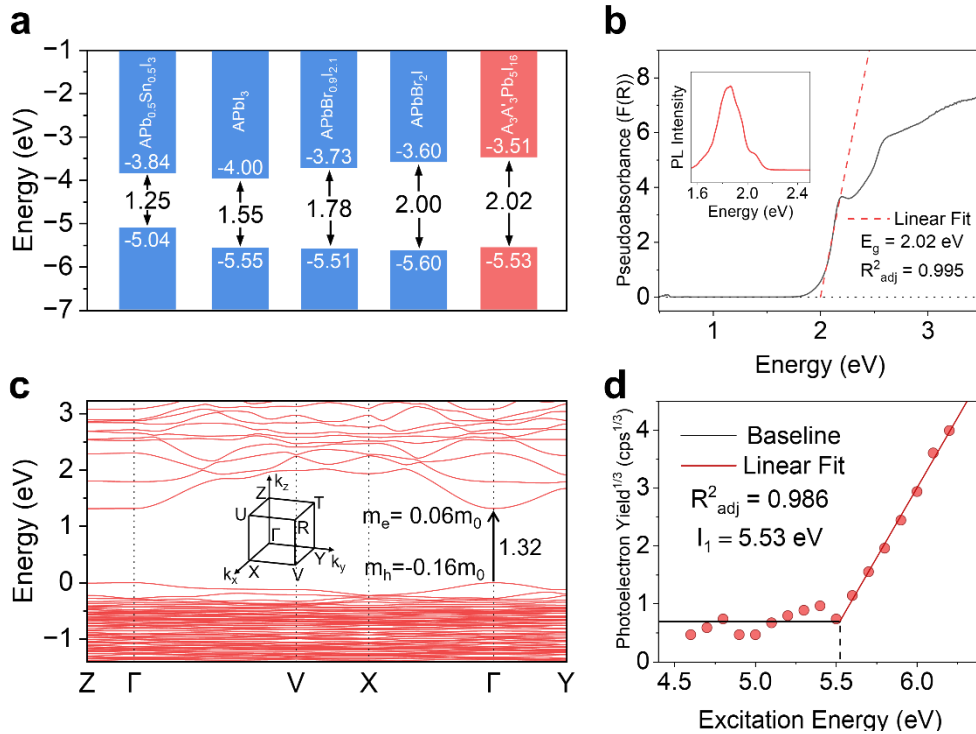 a
Energy (eV)
−1
−2
−3
−4
−5
−6
−7
APb0.5Sn0.5I3
−3.84
1.25
−5.04
APbI3
−4.00
1.55
−5.55
APbBr0.9I2.1
−3.73
1.78
−5.51
APbBr2I
−3.60
2.00
−5.60
A3A'3Pb5I16
−3.51
2.02
−5.53
b
Pseudoabsorbance (F(R))
8
6
4
2
0
1
2
3
Energy (eV)
PL Intensity
1.6
2.0
2.4
Energy (eV)
Linear Fit
Eg = 2.02 eV
R2adj = 0.995
c
Energy (eV)
3
2
1
0
−1
Z
Γ
V
X
Γ
Y
kz
Z
T
U
R
Γ
Y
ky
kx
X
V
me= 0.06m0
mh=-0.16m0
1.32
d
Photoelectron Yield1/3 (cps1/3)
4
3
2
1
0
4.5
5.0
5.5
6.0
Excitation Energy (eV)
Baseline
Linear Fit
R2adj = 0.986
I1 = 5.53 eV